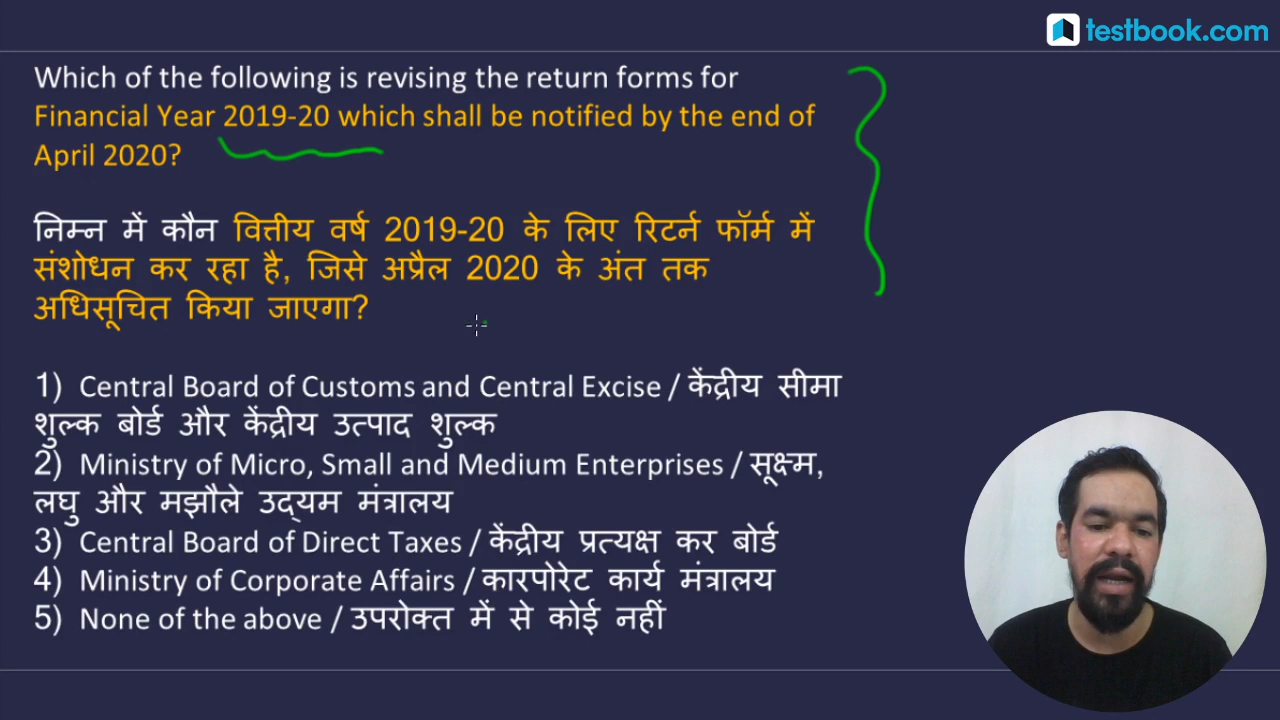 testbook.com
Which of the following is revising the return forms for
Financial Year 2019-20 which shall be notified by the end of
April 2020?
निम्न में कौन वित्तीय वर्ष 2019-20 के लिए रिटर्न फॉर्म में
संशोधन कर रहा है, जिसे अप्रैल 2020 के अंत तक
अधिसूचित किया जाएगा?
1) Central Board of Customs and Central Excise / केंद्रीय सीमा
शुल्क बोर्ड और केंद्रीय उत्पाद शुल्क
2) Ministry of Micro, Small and Medium Enterprises / सूक्ष्म,
लघु और मझौले उद्यम मंत्रालय
3) Central Board of Direct Taxes / केंद्रीय प्रत्यक्ष कर बोर्ड
4) Ministry of Corporate Affairs / कारपोरेट कार्य मंत्रालय
5) None of the above / उपरोक्त में से कोई नहीं